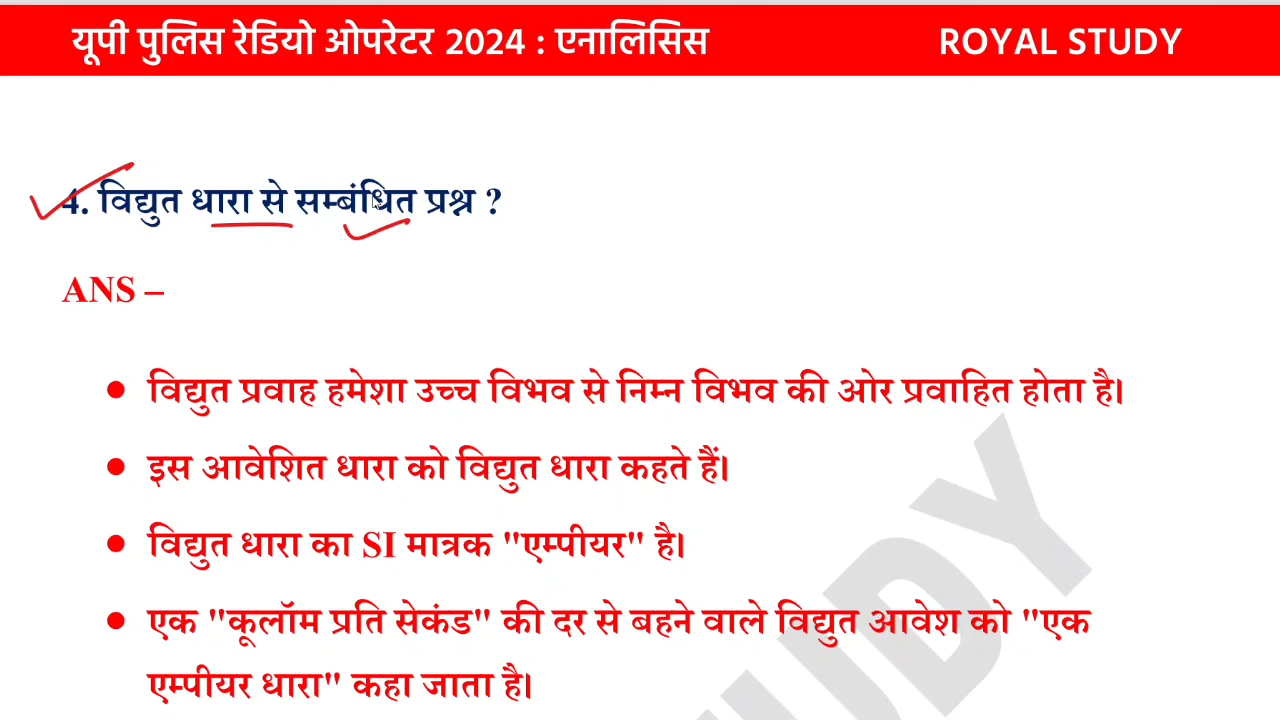 यूपी पुलिस रेडियो ओपरेटर 2024 : एनालिसिस
ROYAL STUDY
4. विद्युत धारा से सम्बंधित प्रश्न ?
ANS –
• विद्युत प्रवाह हमेशा उच्च विभव से निम्न विभव की ओर प्रवाहित होता है।
• इस आवेशित धारा को विद्युत धारा कहते हैं।
• विद्युत धारा का SI मात्रक "एम्पीयर" है।
• एक "कूलॉम प्रति सेकंड" की दर से बहने वाले विद्युत आवेश को "एक
एम्पीयर धारा" कहा जाता है।
UDY